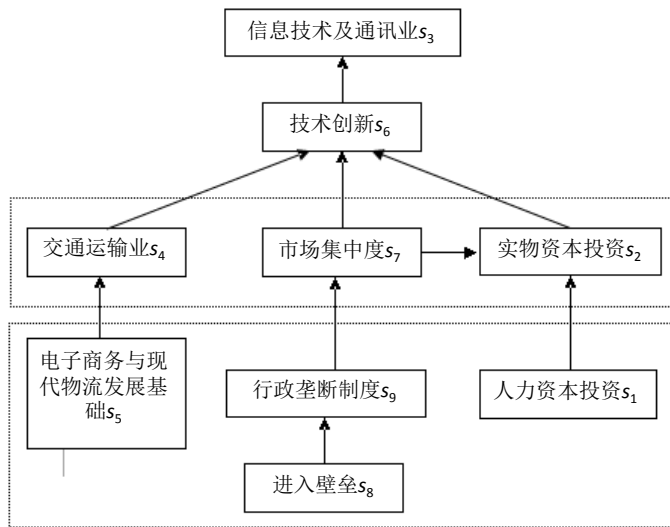 信息技术及通讯业s₃
技术创新s₆
交通运输业s₄
市场集中度s₇
实物资本投资s₂
电子商务与现
代物流发展基
础s₅
行政垄断制度s₉
人力资本投资s₁
进入壁垒s₈